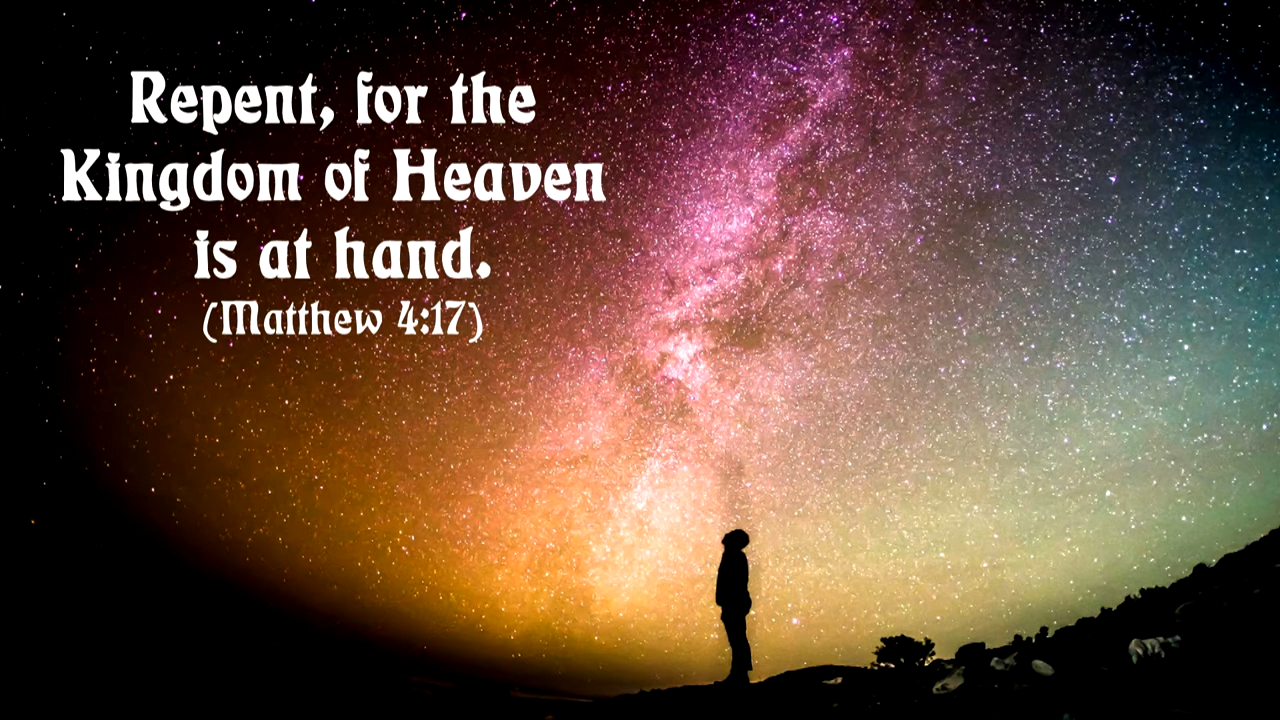 Repent, for the
Kingdom of Heaven
is at hand.
(Matthew 4:17)